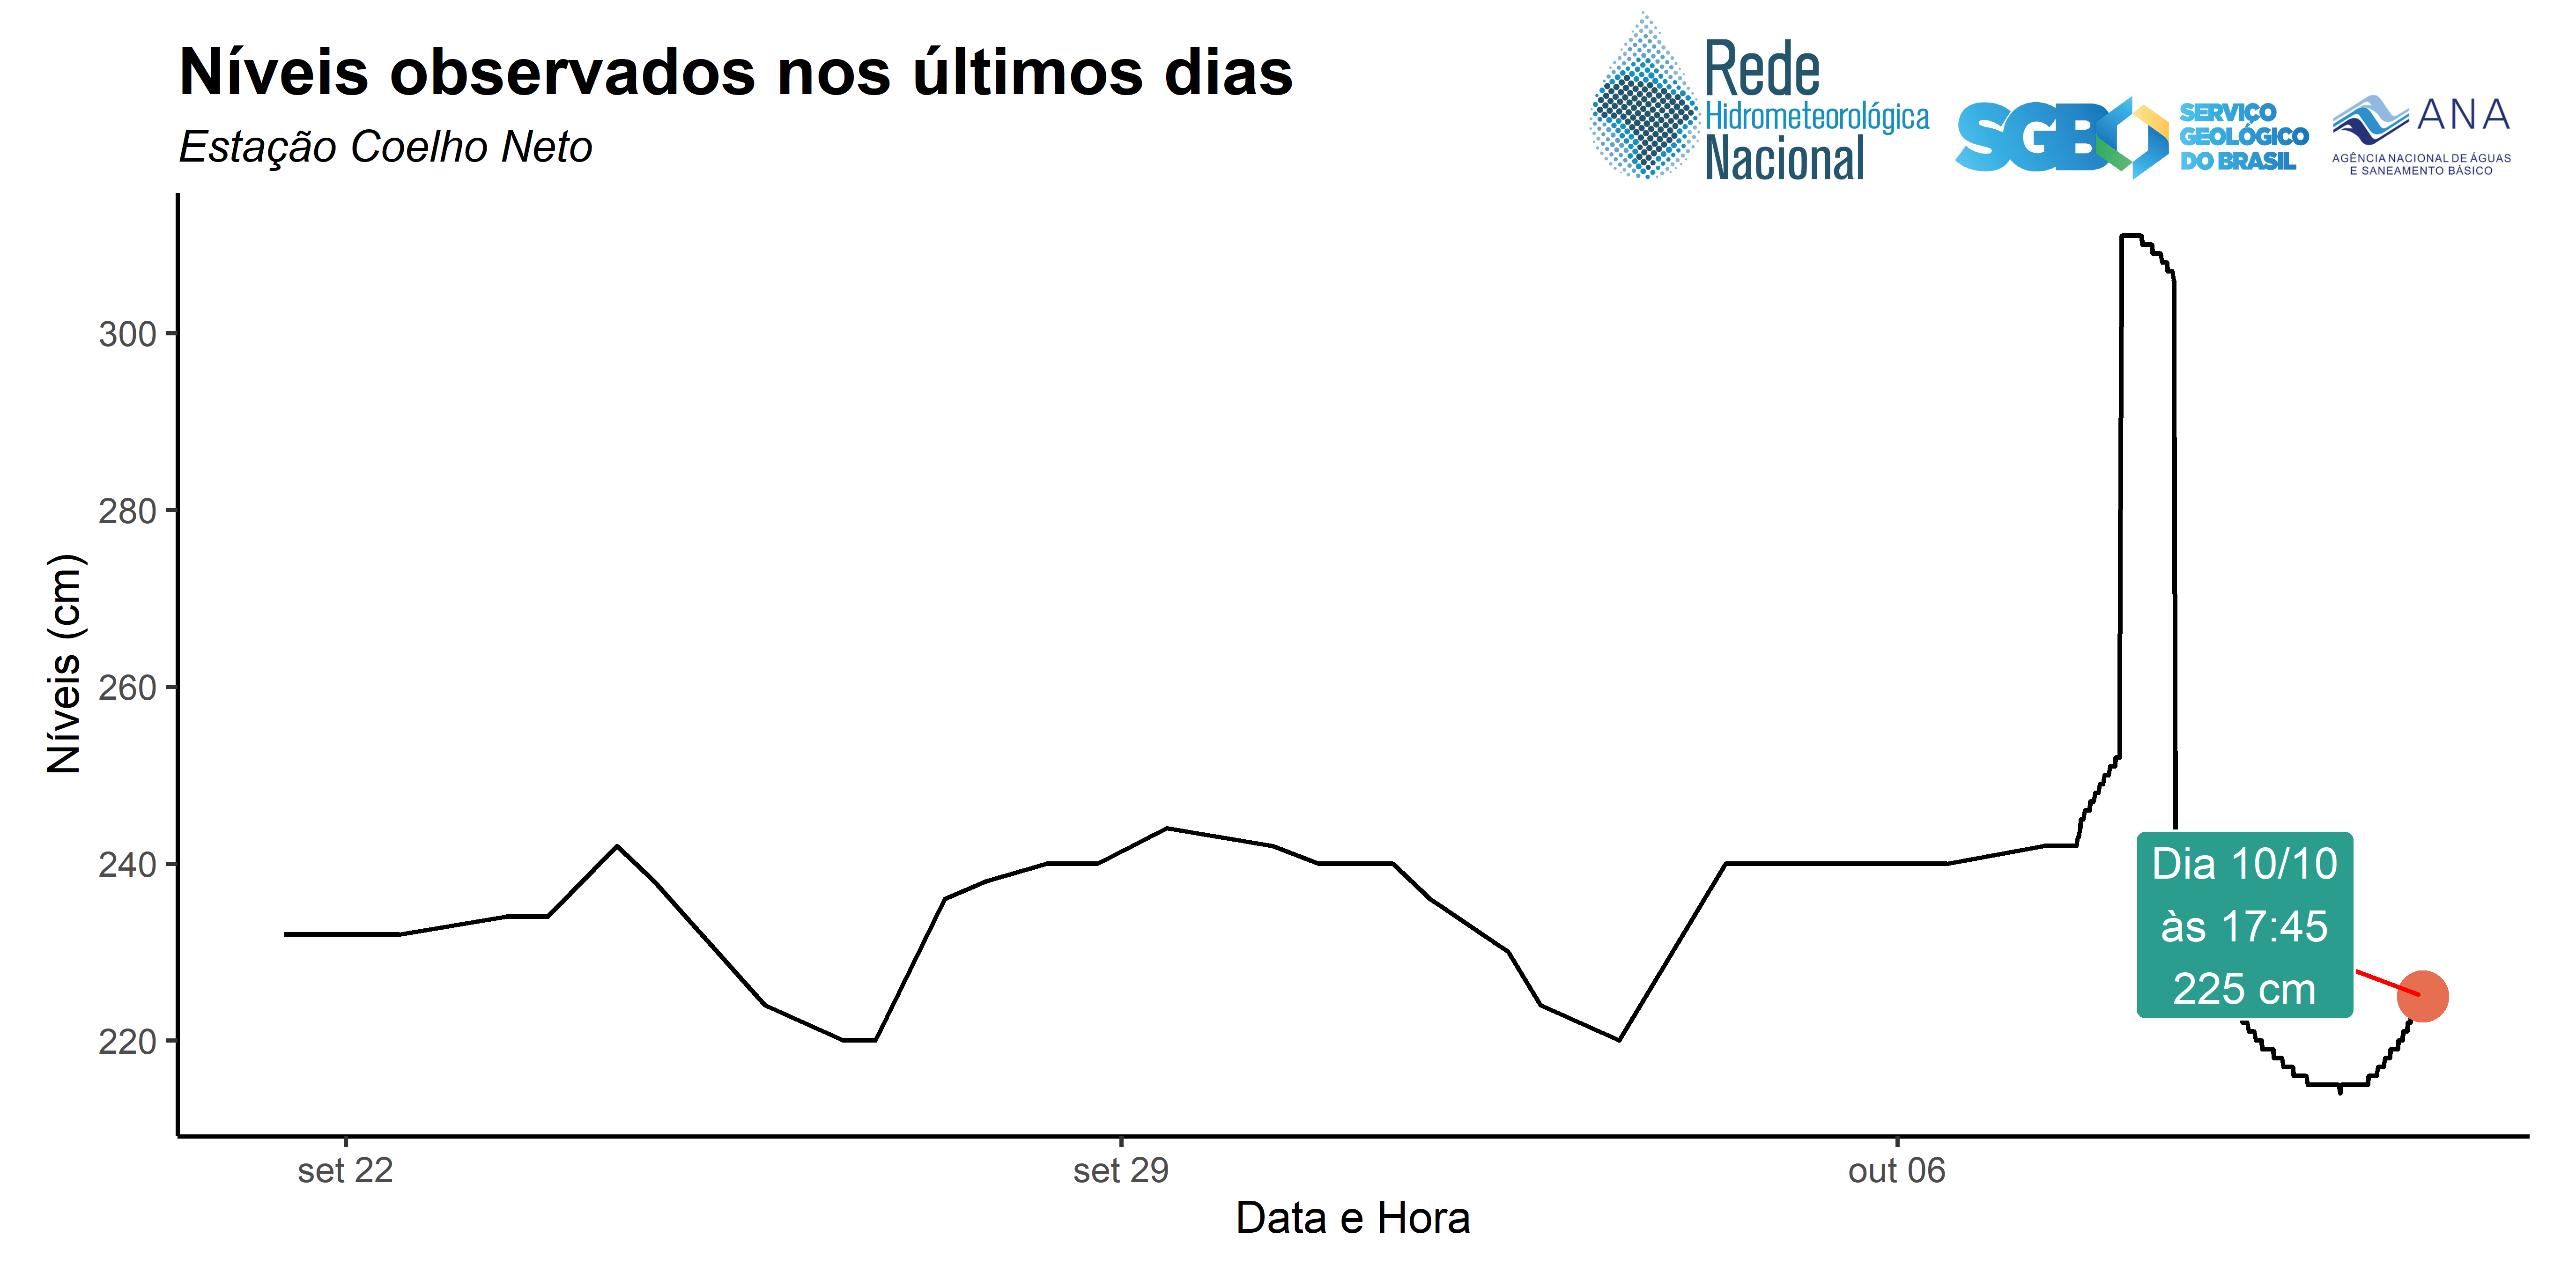 Níveis observados nos últimos dias
Estação Coelho Neto
Rede
Hidrometeorológica
Nacional
SGB
SERVIÇO
GEOLÓGICO
DO BRASIL
ANA
AGÊNCIA NACIONAL DE ÁGUAS
E SANEAMENTO BÁSICO
Níveis (cm)
300
280
260
240
220
Dia 10/10
às 17:45
225 cm
set 22
set 29
out 06
Data e Hora